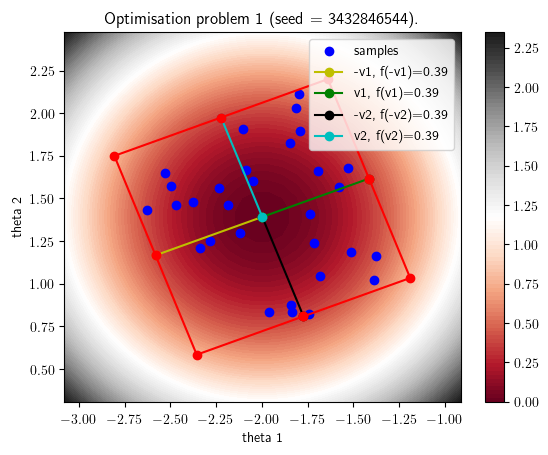 Optimisation problem 1 (seed = 3432846544).
samples
-v1, f(-v1)=0.39
v1, f(v1)=0.39
-v2, f(-v2)=0.39
v2, f(v2)=0.39
theta 2
2.25
2.00
1.75
1.50
1.25
1.00
0.75
0.50
−3.00 −2.75 −2.50 −2.25 −2.00 −1.75 −1.50 −1.25 −1.00
theta 1
2.25
2.00
1.75
1.50
1.25
1.00
0.75
0.50
0.25
0.00